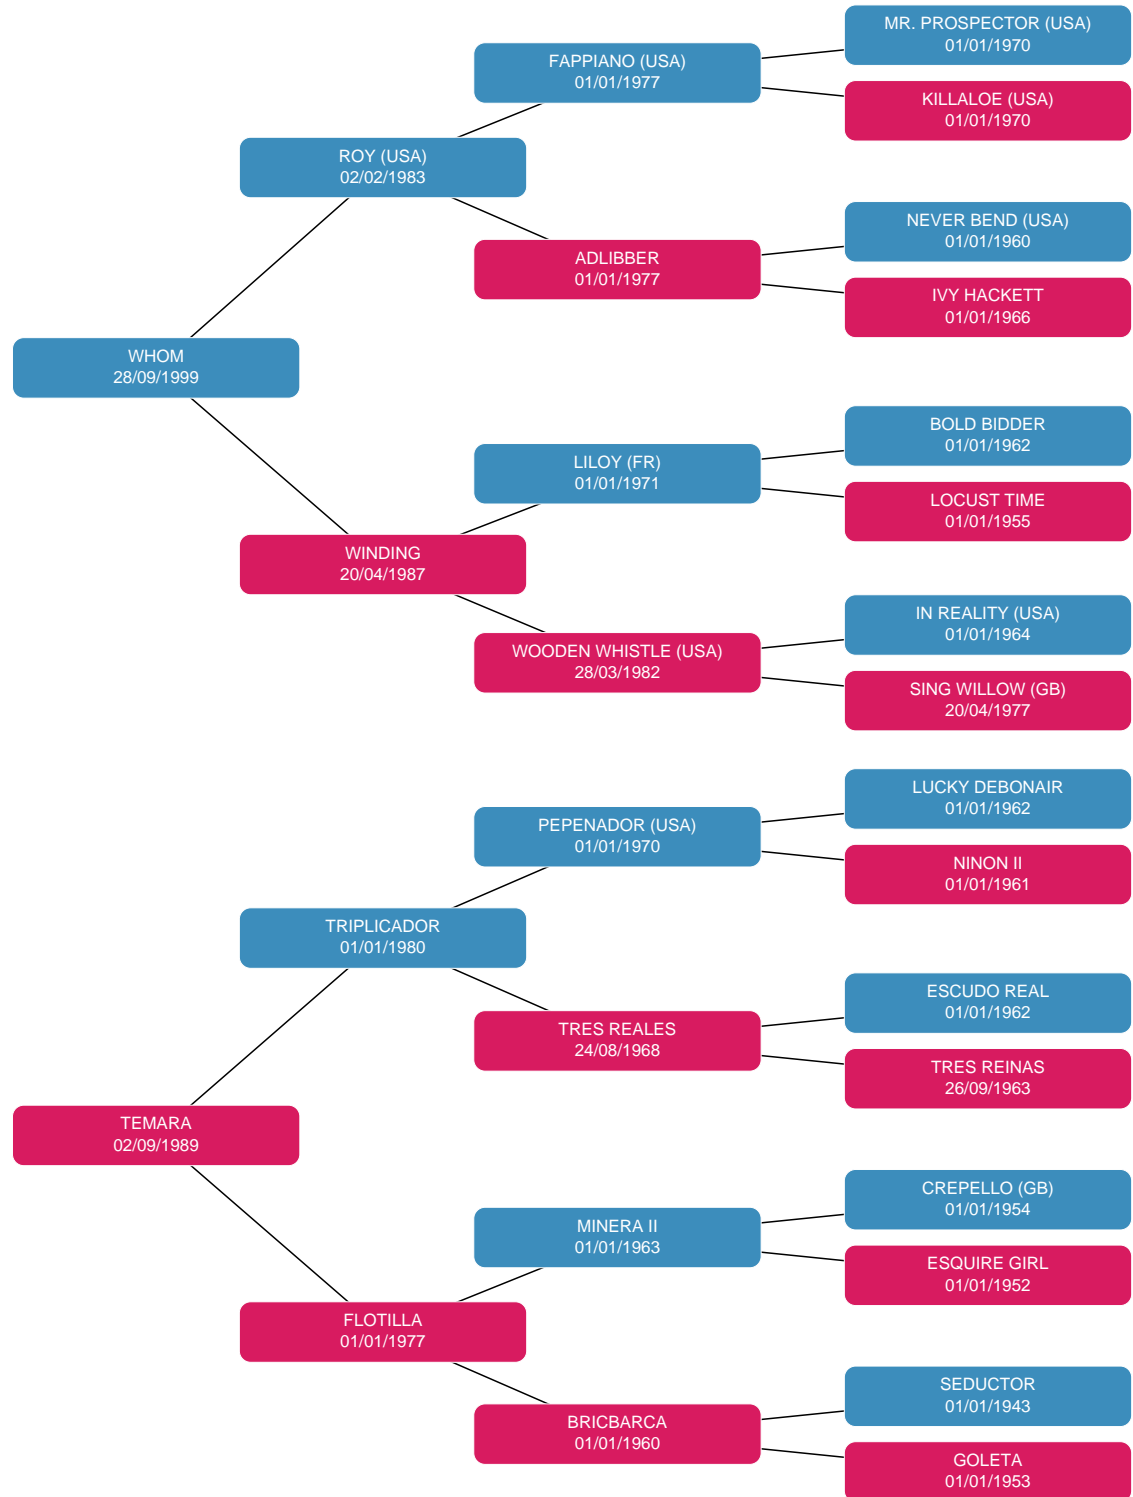 MR. PROSPECTOR (USA)
01/01/1970
FAPPIANO (USA)
01/01/1977
KILLALOE (USA)
01/01/1970
ROY (USA)
02/02/1983
NEVER BEND (USA)
01/01/1960
ADLIBBER
01/01/1977
IVY HACKETT
01/01/1966
WHOM
28/09/1999
BOLD BIDDER
01/01/1962
LILOY (FR)
01/01/1971
LOCUST TIME
01/01/1955
WINDING
20/04/1987
IN REALITY (USA)
01/01/1964
WOODEN WHISTLE (USA)
28/03/1982
SING WILLOW (GB)
20/04/1977
LUCKY DEBONAIR
01/01/1962
PEPENADOR (USA)
01/01/1970
NINON II
01/01/1961
TRIPLICADOR
01/01/1980
ESCUDO REAL
01/01/1962
TRES REALES
24/08/1968
TRES REINAS
26/09/1963
TEMARA
02/09/1989
CREPELLO (GB)
01/01/1954
MINERA II
01/01/1963
ESQUIRE GIRL
01/01/1952
FLOTILLA
01/01/1977
SEDUCTOR
01/01/1943
BRICBARCA
01/01/1960
GOLETA
01/01/1953